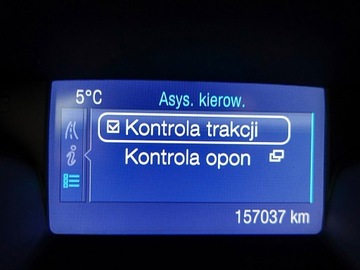 5°C Asys. kierow.
Kontrola trakcji
Kontrola opon
157037 km